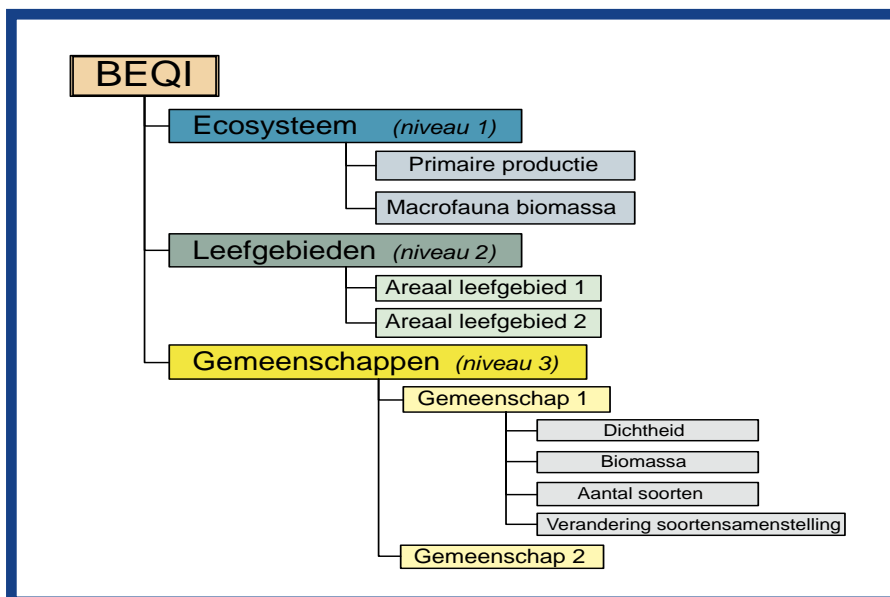 BEQI
Ecosysteem (niveau 1)
Primaire productie
Macrofauna biomassa
Leefgebieden (niveau 2)
Areaal leefgebied 1
Areaal leefgebied 2
Gemeenschappen (niveau 3)
Gemeenschap 1
Dichtheid
Biomassa
Aantal soorten
Verandering soortensamenstelling
Gemeenschap 2